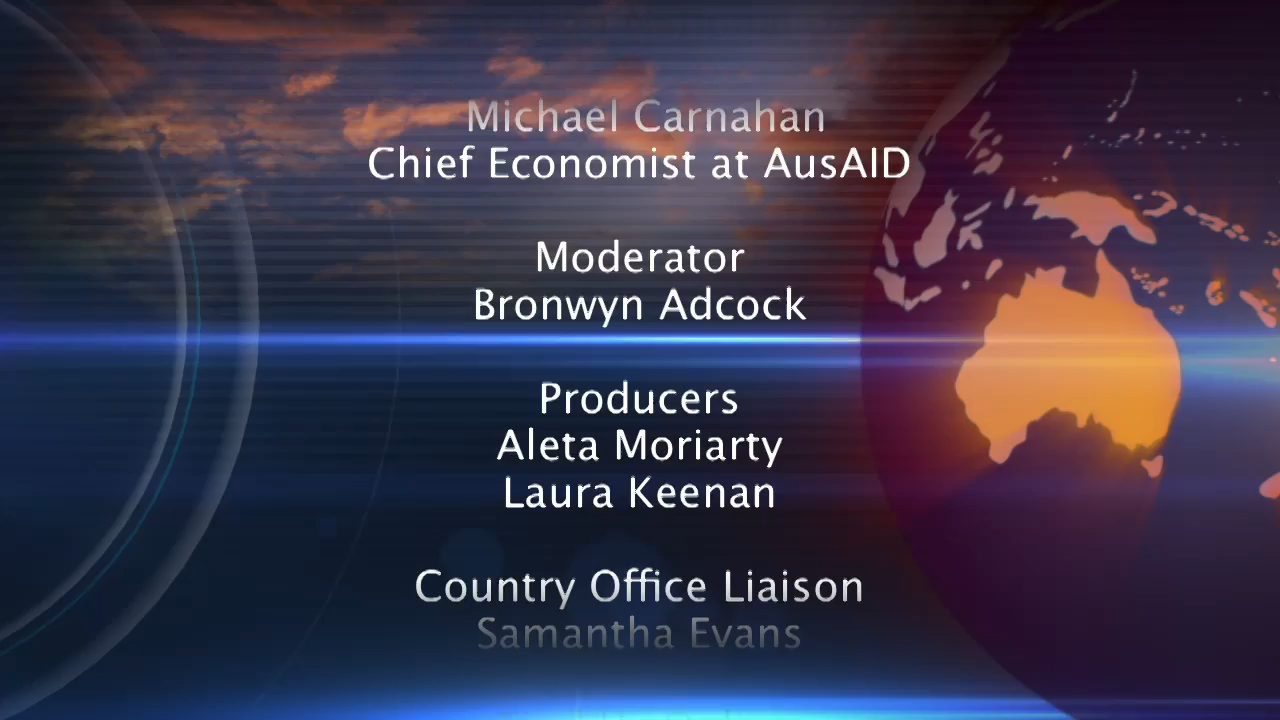 Michael Carnahan
Chief Economist at AusAID
Moderator
Bronwyn Adcock
Producers
Aleta Moriarty
Laura Keenan
Country Office Liaison
Samantha Evans